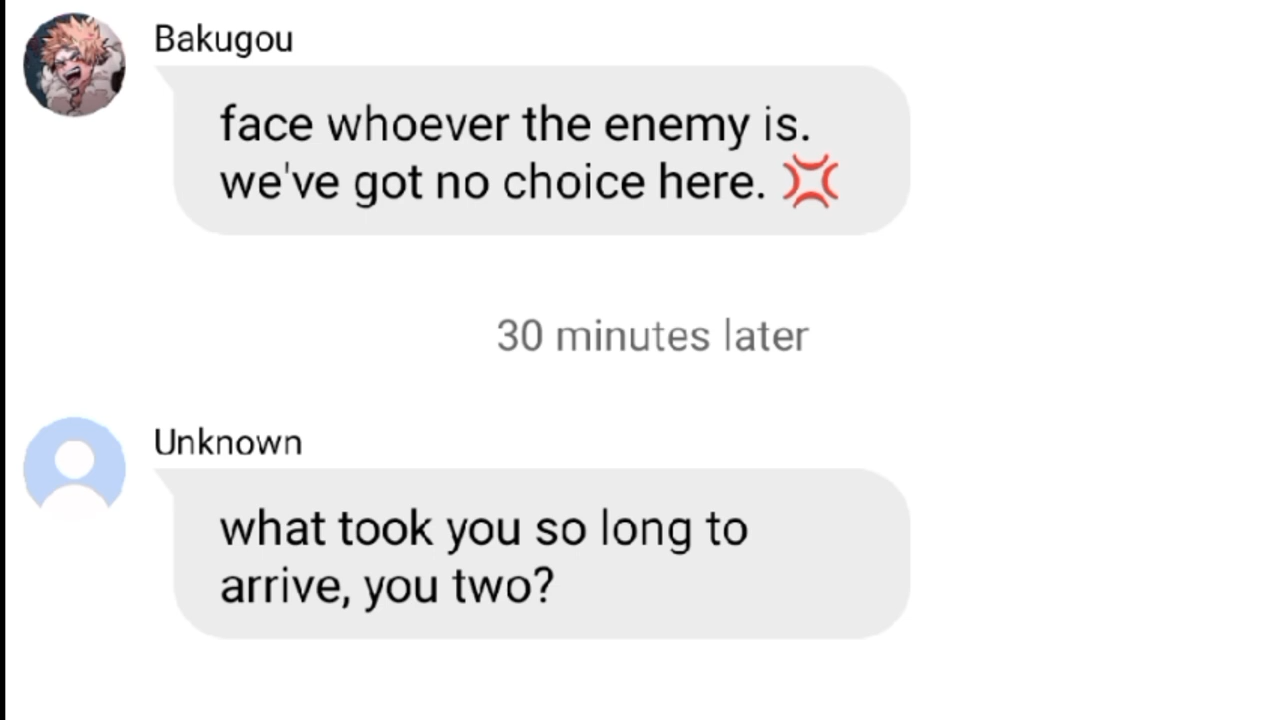 Bakugou
face whoever the enemy is.
we've got no choice here. 💢
30 minutes later
Unknown
what took you so long to
arrive, you two?